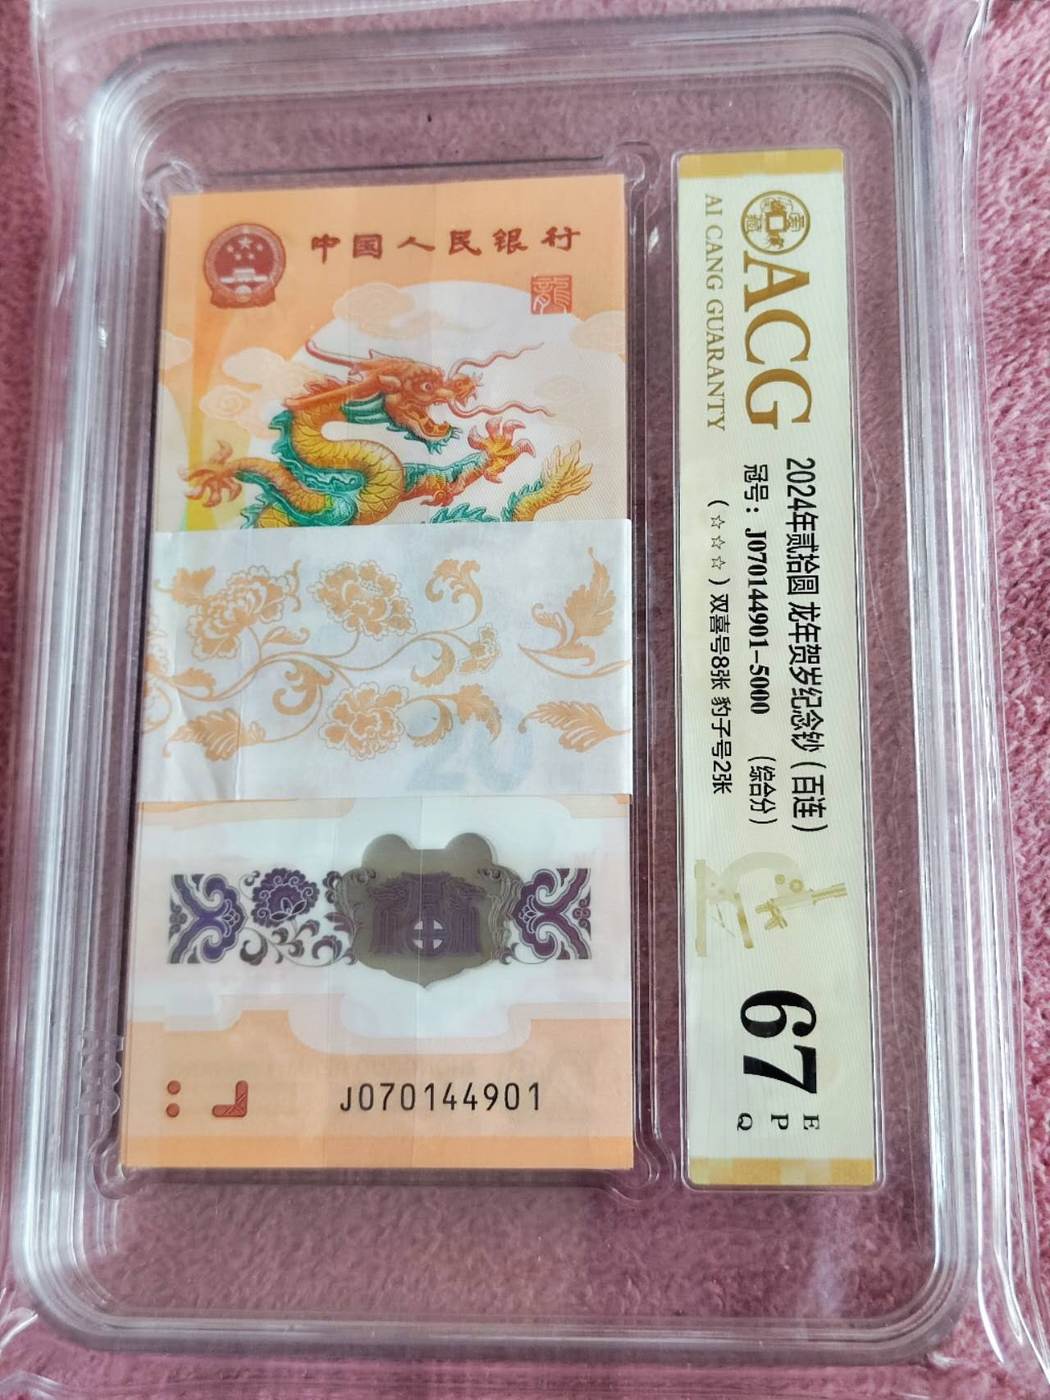 中国人民银行
龍
20
J070144901
ACG
AI CANG GUARANTY
2024年贰拾圆 龙年贺岁纪念钞（百连）
冠号：J070144901-5000 （综合分）
（☆☆☆）双喜号8张 豹子号2张
67
E
P
Q